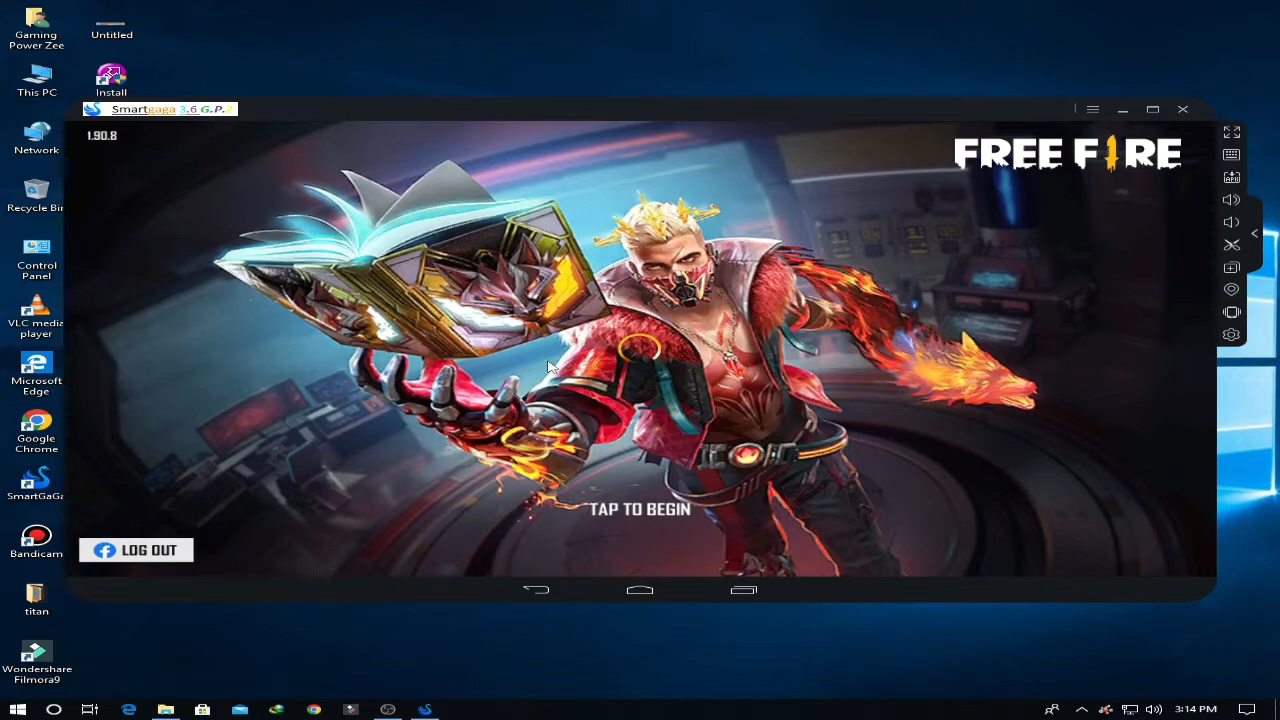 Gaming
Power Zee
Untitled
This PC
Install
Smartgaga 3.6 G.P.Z
1.90.8
FREE FIRE
Network
Recycle Bin
Control
Panel
VLC media
player
Microsoft
Edge
Google
Chrome
SmartGaGa
TAP TO BEGIN
Bandicam
LOG OUT
titan
Wondershare
Filmora9
3:14 PM